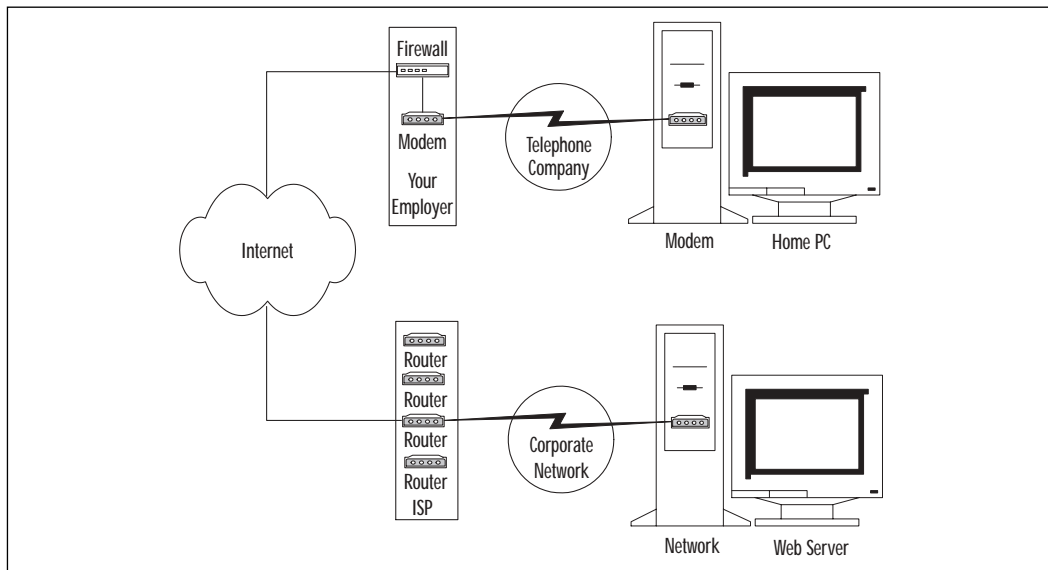 Firewall
Modem
Your
Employer
Telephone
Company
Modem
Home PC
Internet
Router
Router
Router
Router
ISP
Corporate
Network
Network
Web Server